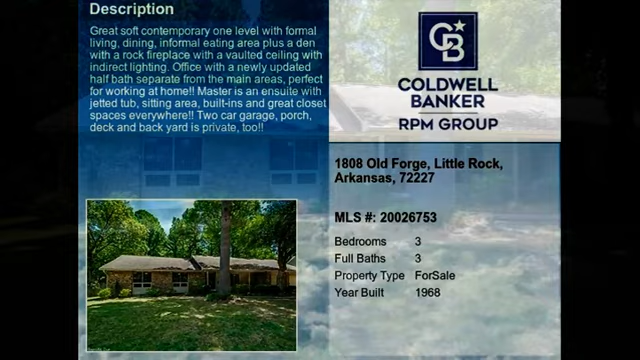 Description
Great soft contemporary one level with formal
living, dining, informal eating area plus a den
with a rock fireplace with a vaulted ceiling with
indirect lighting. Office with a newly updated
half bath separate from the main areas, perfect
for working at home!! Master is an ensuite with
jetted tub, sitting area, built-ins and great closet
spaces everywhere!! Two car garage, porch,
deck and back yard is private, too!!
CB
COLDWELL
BANKER
RPM GROUP
1808 Old Forge, Little Rock,
Arkansas, 72227
MLS #: 20026753
Bedrooms 3
Full Baths 3
Property Type ForSale
Year Built 1968